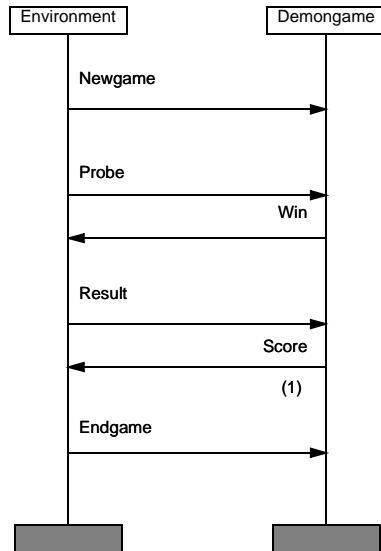 Environment
Demongame
Newgame
Probe
Win
Result
Score
(1)
Endgame